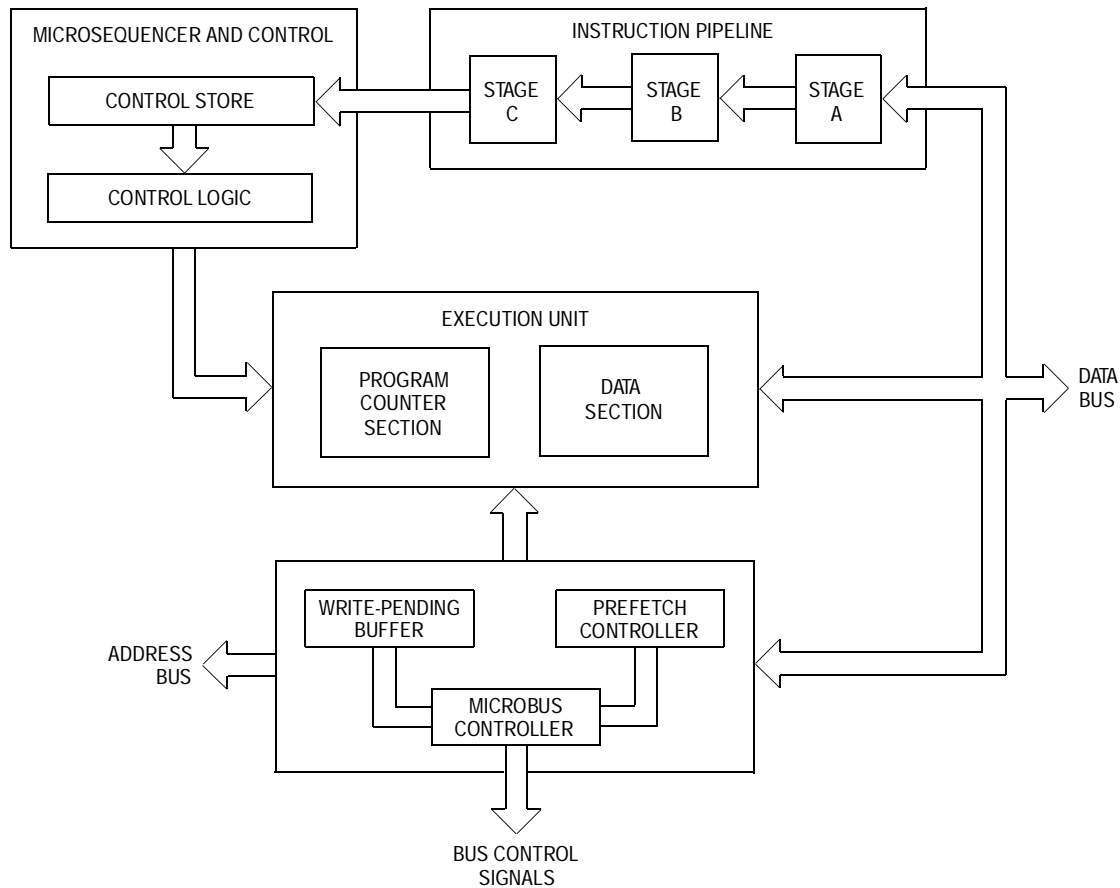 MICROSEQUENCER AND CONTROL
CONTROL STORE
CONTROL LOGIC
INSTRUCTION PIPELINE
STAGE
C
STAGE
B
STAGE
A
EXECUTION UNIT
PROGRAM
COUNTER
SECTION
DATA
SECTION
DATA
BUS
WRITE-PENDING
BUFFER
PREFETCH
CONTROLLER
MICROBUS
CONTROLLER
ADDRESS
BUS
BUS CONTROL
SIGNALS